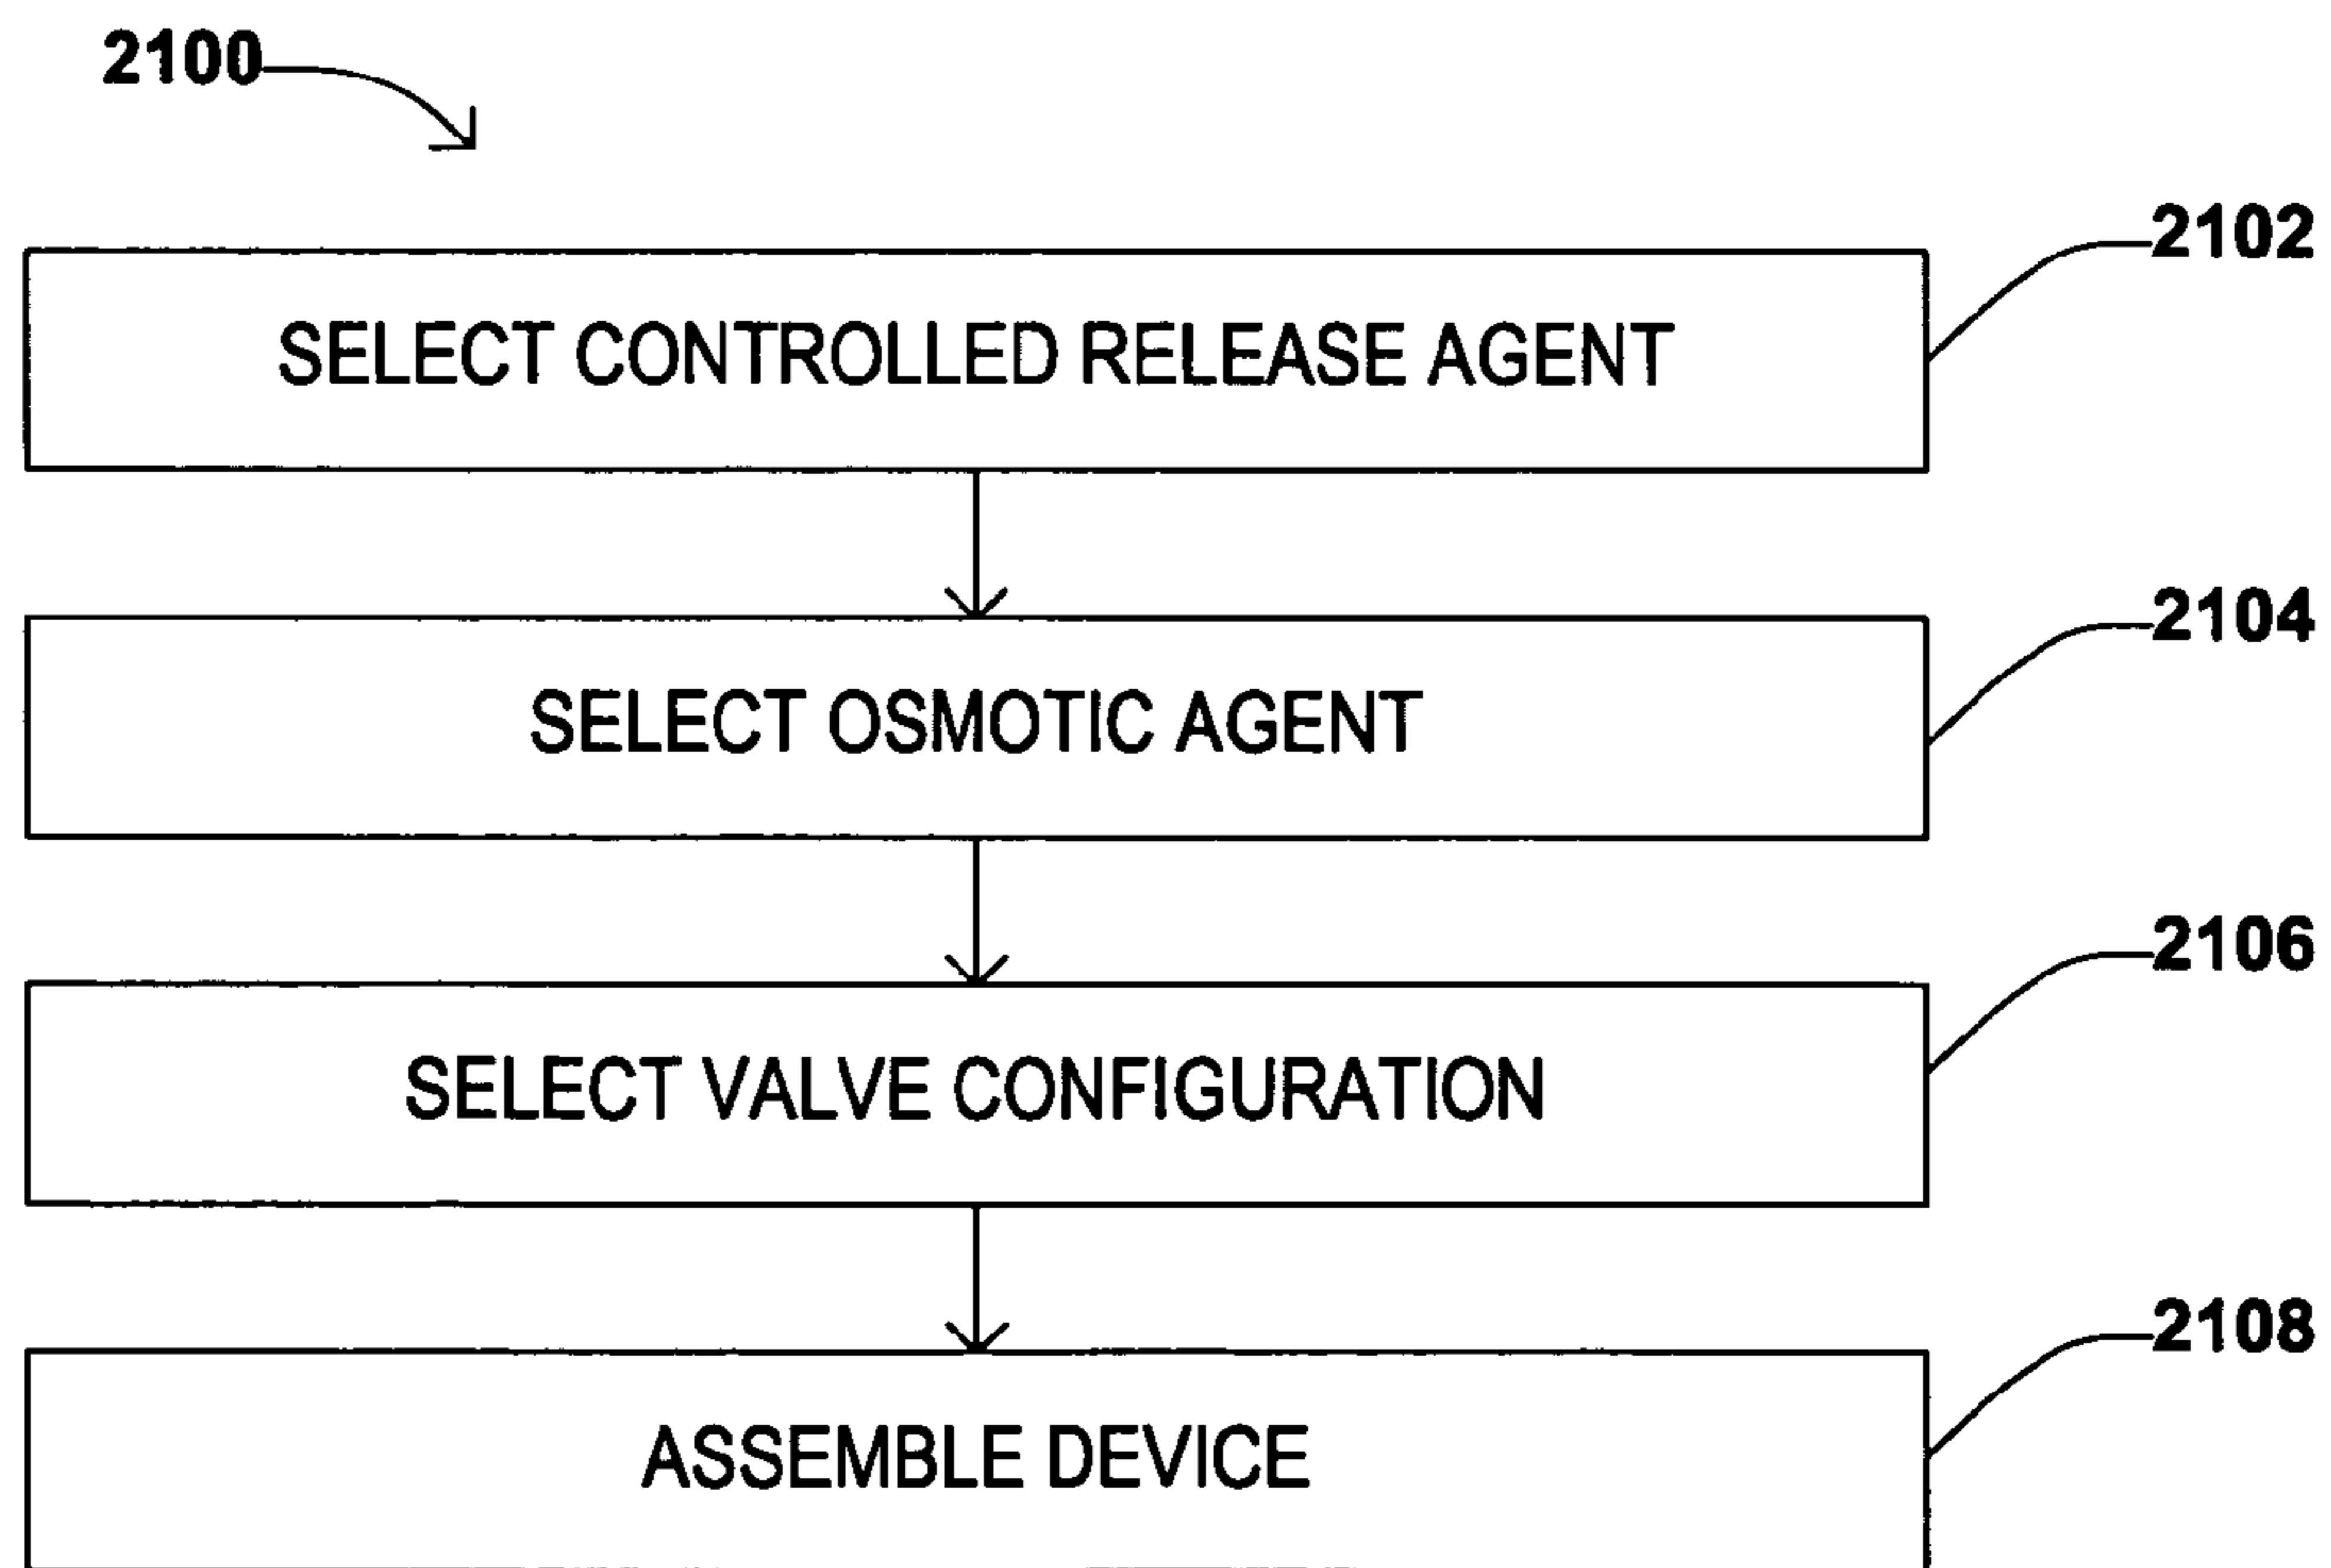 2100
2102
SELECT CONTROLLED RELEASE AGENT
2104
SELECT OSMOTIC AGENT
2106
SELECT VALVE CONFIGURATION
2108
ASSEMBLE DEVICE